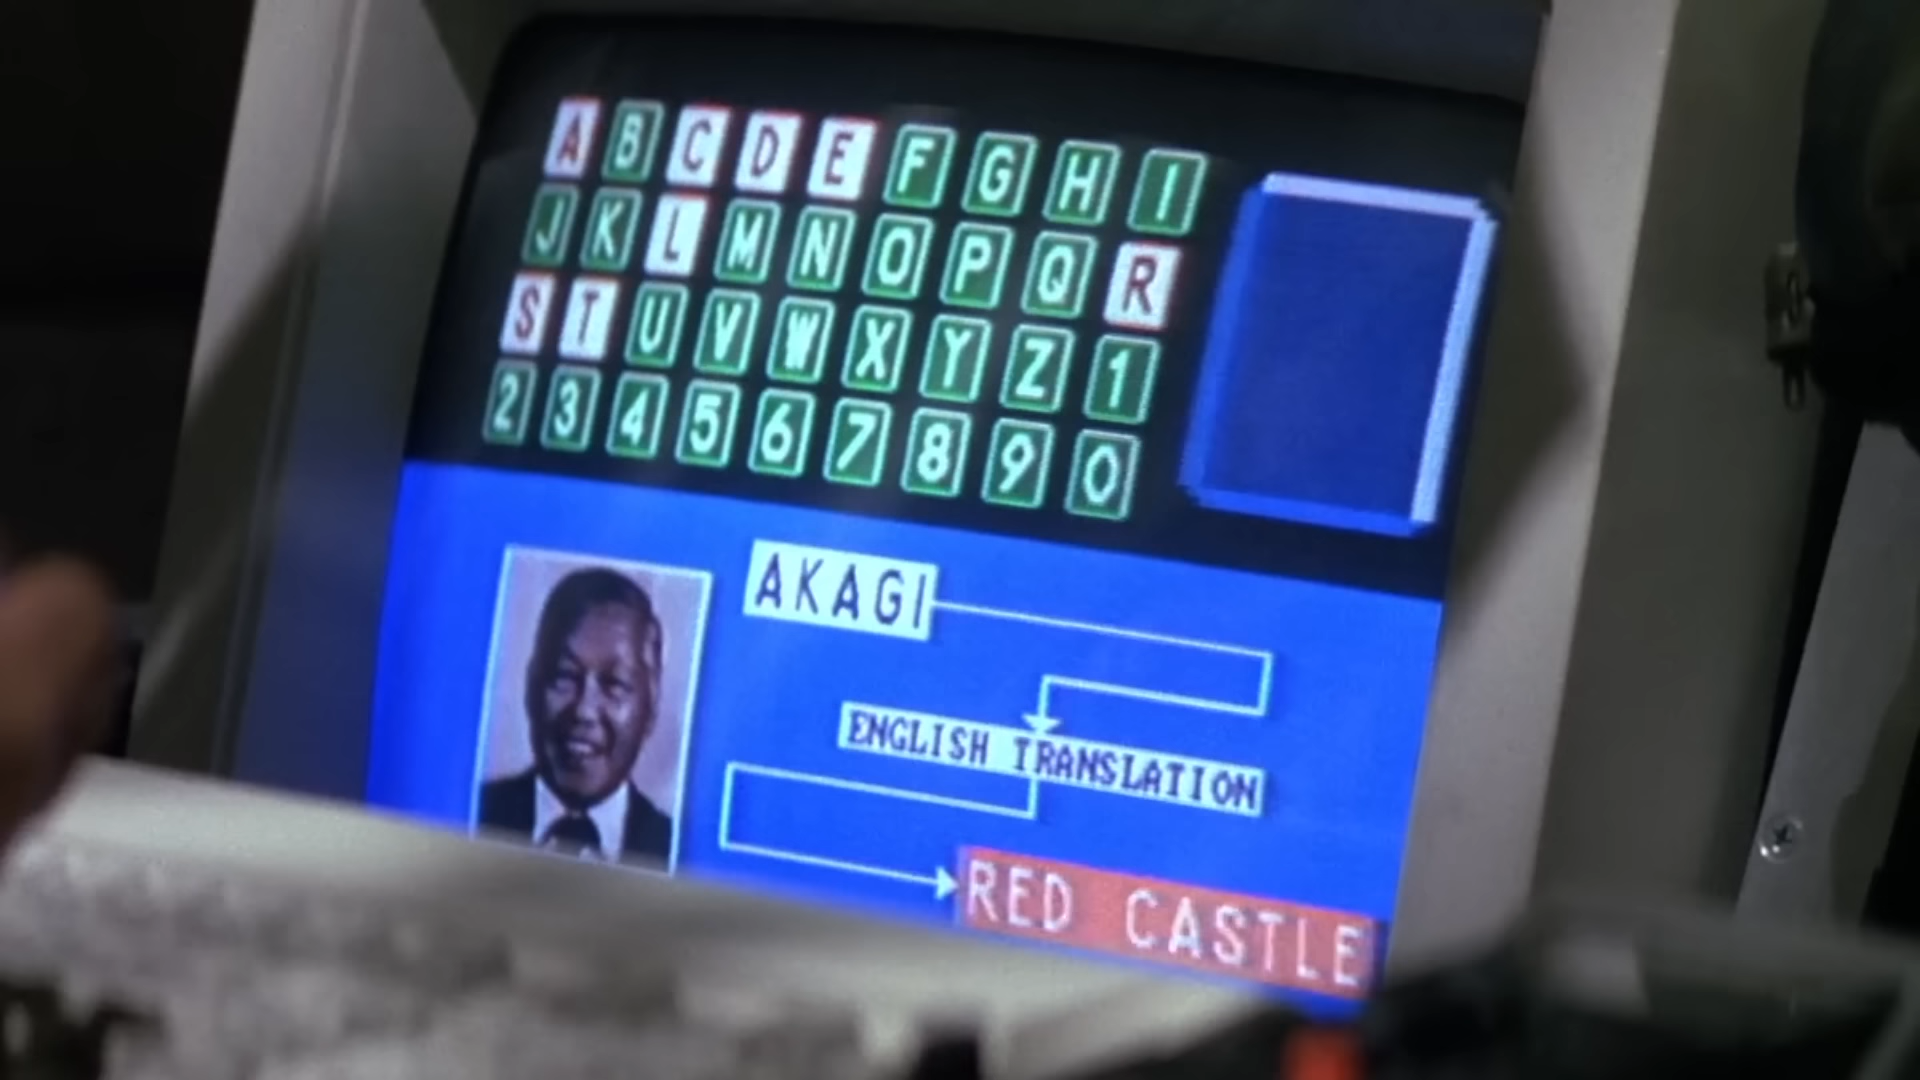 A B C D E F G H I
J K L M N O P Q R
S T U V W X Y Z 1
2 3 4 5 6 7 8 9 0
AKAGI
ENGLISH TRANSLATION
RED CASTLE